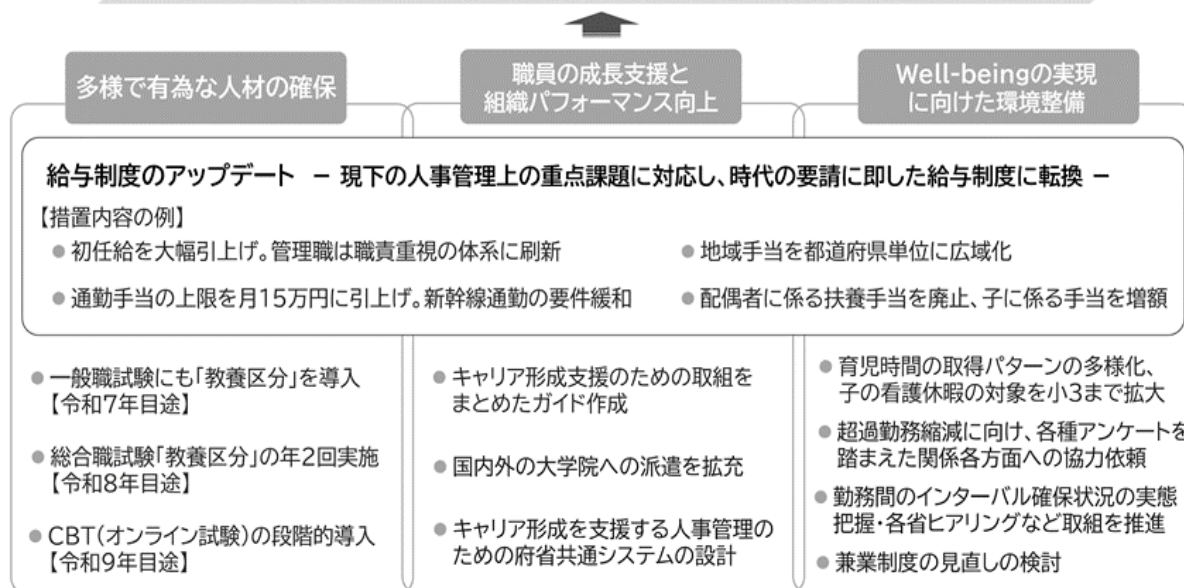 多様で有為な人材の確保
職員の成長支援と
組織パフォーマンス向上
Well-beingの実現
に向けた環境整備
給与制度のアップデート － 現下の人事管理上の重点課題に対応し、時代の要請に即した給与制度に転換 －
【措置内容の例】
● 初任給を大幅引上げ。管理職は職責重視の体系に刷新
● 地域手当を都道府県単位に広域化
● 通勤手当の上限を月15万円に引上げ。新幹線通勤の要件緩和
● 配偶者に係る扶養手当を廃止、子に係る手当を増額
● 一般職試験にも「教養区分」を導入
【令和7年目途】
● 総合職試験「教養区分」の年2回実施
【令和8年目途】
● CBT(オンライン試験)の段階的導入
【令和9年目途】
● キャリア形成支援のための取組を
まとめたガイド作成
● 国内外の大学院への派遣を拡充
● キャリア形成を支援する人事管理の
ための府省共通システムの設計
● 育児時間の取得パターンの多様化、
子の看護休暇の対象を小3まで拡大
● 超過勤務縮減に向け、各種アンケートを
踏まえた関係各方面への協力依頼
● 勤務間のインターバル確保状況の実態
把握・各省ヒアリングなど取組を推進
● 兼業制度の見直しの検討